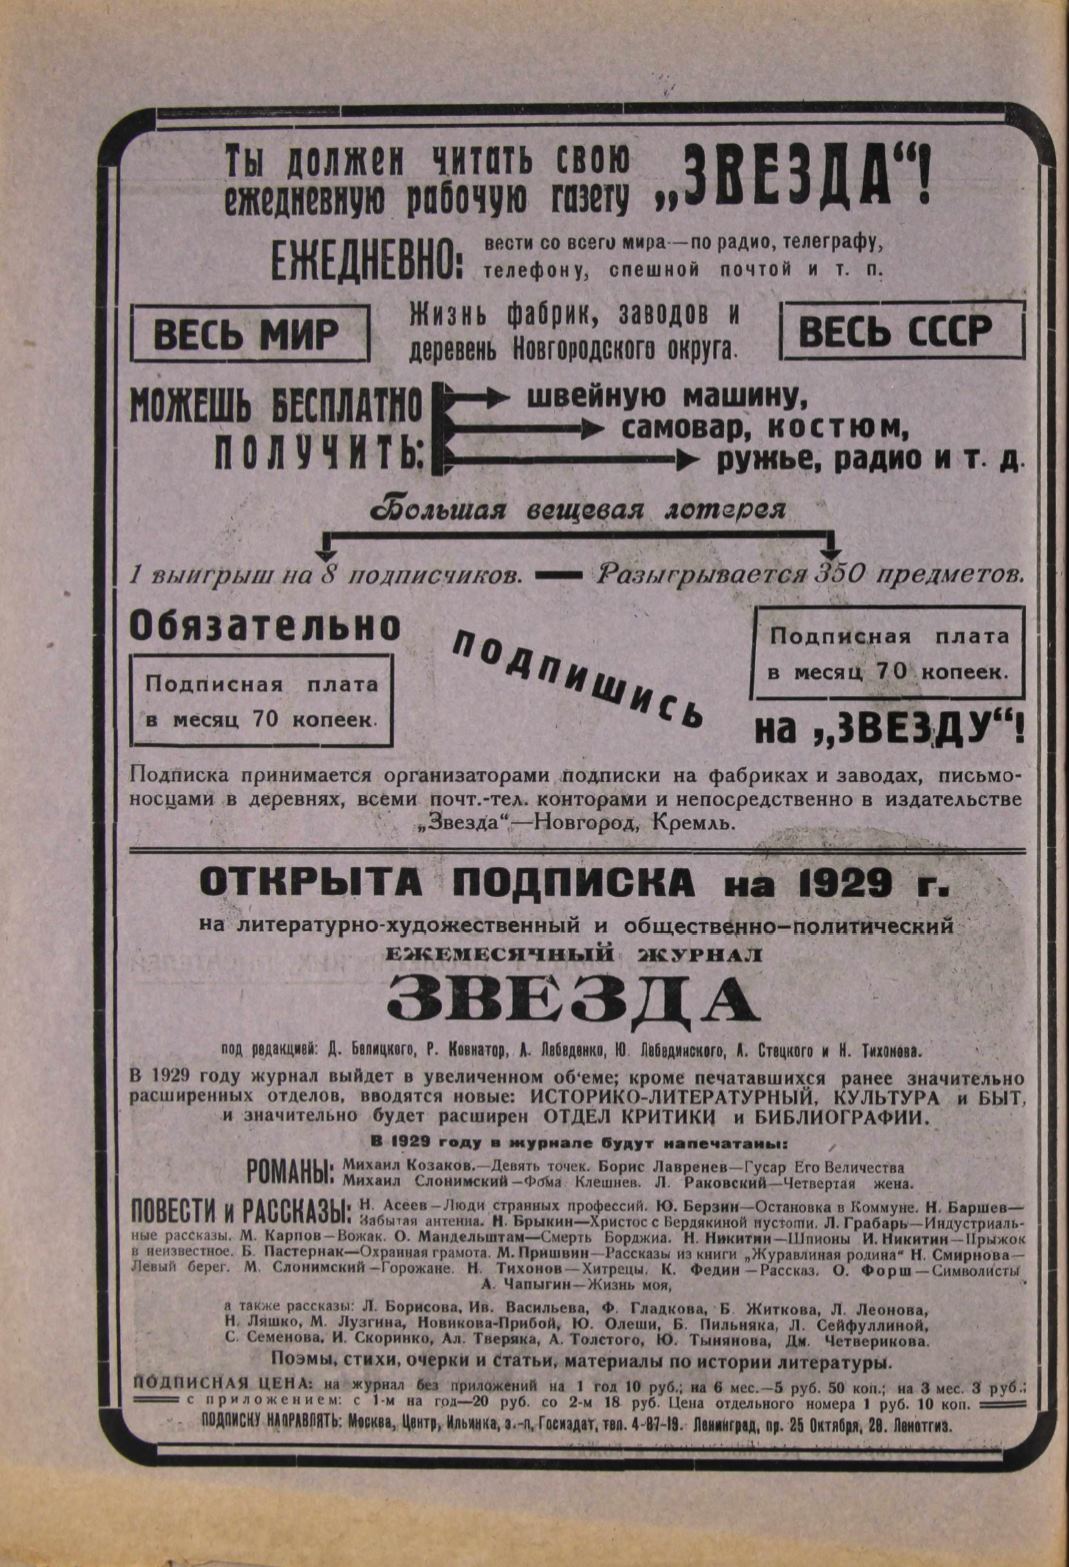 Ты должен читать свою
ежедневную рабочую газету „ЗВЕЗДА“!
ЕЖЕДНЕВНО: вести со всего мира—по радио, телеграфу,
телефону, спешной почтой и т. п.
ВЕСЬ МИР
Жизнь фабрик, заводов и
деревень Новгородского округа.
ВЕСЬ СССР
МОЖЕШЬ БЕСПЛАТНО
ПОЛУЧИТЬ:
швейную машину,
самовар, костюм,
ружье, радио и т. д.
Большая вещевая лотерея
1 выигрыш на 8 подписчиков. — Разыгрывается 350 предметов.
Обязательно
подпишись
Подписная плата
в месяц 70 копеек.
Подписная плата
в месяц 70 копеек.
на „ЗВЕЗДУ“!
Подписка принимается организаторами подписки на фабриках и заводах, письмо-
носцами в деревнях, всеми почт.-тел. конторами и непосредственно в издательстве
„Звезда“—Новгород, Кремль.
ОТКРЫТА ПОДПИСКА на 1929 г.
на литературно-художественный и общественно-политический
ЕЖЕМЕСЯЧНЫЙ ЖУРНАЛ
ЗВЕЗДА
под редакцией: Д. Белицкого, Р. Ковнатор, А. Лебеденко, Ю. Лебединского, А. Стецкого и Н. Тихонова.
В 1929 году журнал выйдет в увеличенном об‘еме; кроме печатавшихся ранее значительно
расширенных отделов, вводятся новые: ИСТОРИКО-ЛИТЕРАТУРНЫЙ, КУЛЬТУРА и БЫТ,
и значительно будет расширен ОТДЕЛ КРИТИКИ и БИБЛИОГРАФИИ.
В 1929 году в журнале будут напечатаны:
РОМАНЫ: Михаил Козаков.—Девять точек. Борис Лавренев—Гусар Его Величества
Михаил Слонимский—Фома Клешнев. Л. Раковский—Четвертая жена.
ПОВЕСТИ и РАССКАЗЫ: Н. Асеев—Люди странных профессий. Ю. Берзин—Остановка в Коммуне. Н. Баршев—
Забытая антенна. Н. Брыкин—Христос с Бердякиной пустоши. Л. Грабарь—Индустриаль-
ные рассказы. М. Карпов—Вожак. О. Мандельштам—Смерть Борджиа. Н. Никитин—Шпионы И. Никитин—Прыжок
в неизвестное. Б. Пастернак—Охранная грамота. М. Пришвин—Рассказы из книги „Журавлиная родина“ Н. Смирнова—
Левый берег. М. Слонимский—Горожане. Н. Тихонов—Хитрецы. К. Федин—Рассказ. О. Форш—Символисты
А. Чапыгин—Жизнь моя,
а также рассказы: Л. Борисова, Ив. Васильева, Ф. Гладкова, Б. Житкова, Л. Леонова,
Н. Ляшко, М. Лузгина, Новикова-Прибой, Ю. Олеши, Б. Пильняка, Л. Сейфуллиной,
С. Семенова, И. Скоринко, Ал. Тверяка, А. Толстого, Ю. Тынянова, Дм. Четверикова.
Поэмы, стихи, очерки и статьи, материалы по истории литературы.
ПОДПИСНАЯ ЦЕНА: на журнал без приложений на 1 год 10 руб.; на 6 мес.—5 руб. 50 коп.; на 3 мес. 3 руб.;
с приложением: с 1-м на год—20 руб. со 2-м 18 руб. Цена отдельного номера 1 руб. 10 коп.
ПОДПИСКУ НАПРАВЛЯТЬ: Москва, Центр, Ильинка, 3.-п, Госиздат, тел. 4-87-19. Ленинград, пр. 25 Октября, 28. Ленотгиз.